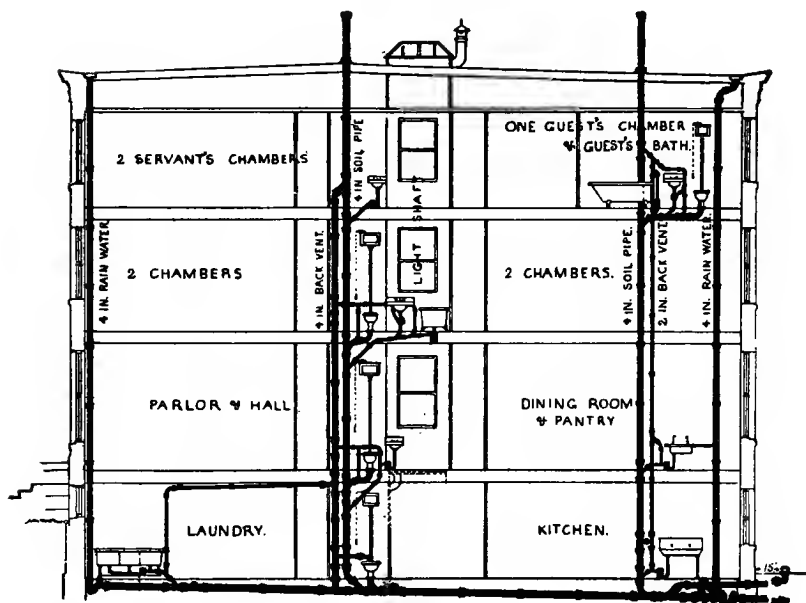 2 SERVANT'S CHAMBERS.
4 IN. SOIL PIPE
LIGHT SHAFT
ONE GUEST'S CHAMBER
& GUEST'S BATH.
4 IN. RAIN WATER
2 CHAMBERS
4 IN. BACK VENT.
2 CHAMBERS.
4 IN. SOIL PIPE.
2 IN. BACK VENT.
4 IN. RAIN WATER.
PARLOR & HALL
DINING ROOM
& PANTRY
LAUNDRY.
KITCHEN.